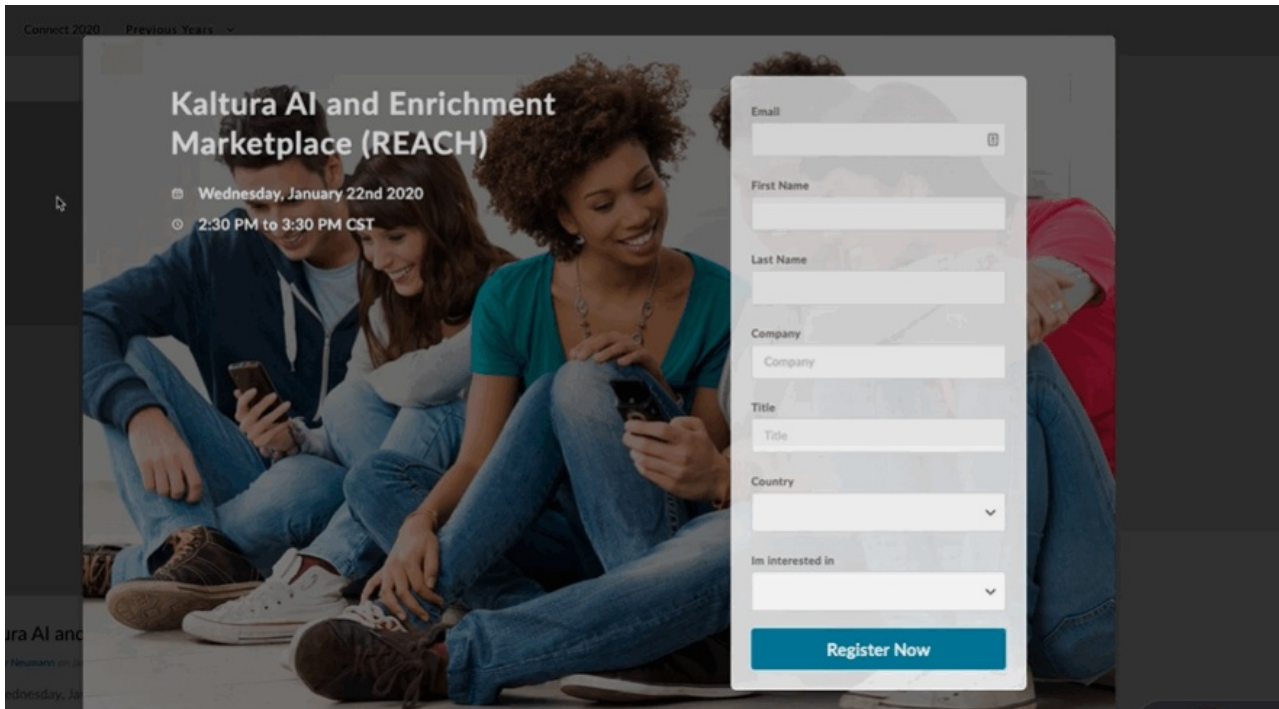 Connect 2020 Previous Years
Kaltura AI and Enrichment
Marketplace (REACH)
Wednesday, January 22nd 2020
2:30 PM to 3:30 PM CST
Email
First Name
Last Name
Company
Company
Title
Title
Country
Im interested in
Register Now
ura AI and
Neumann on
ednesday, Ja